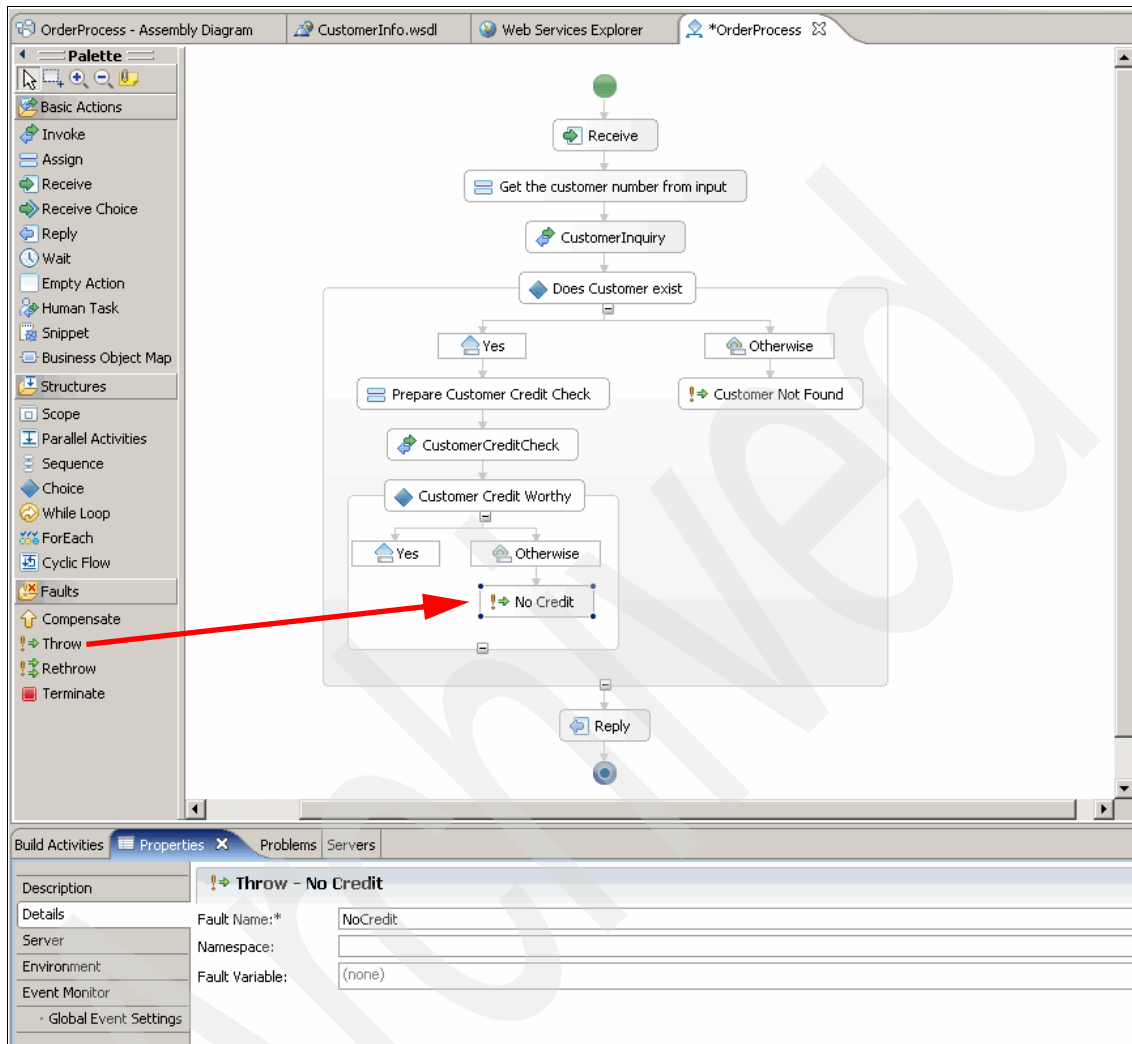 OrderProcess - Assembly Diagram
CustomerInfo.wsdl
Web Services Explorer
*OrderProcess
Palette
Basic Actions
Invoke
Assign
Receive
Receive Choice
Reply
Wait
Empty Action
Human Task
Snippet
Business Object Map
Structures
Scope
Parallel Activities
Sequence
Choice
While Loop
ForEach
Cyclic Flow
Faults
Compensate
Throw
Rethrow
Terminate
Receive
Get the customer number from input
CustomerInquiry
Does Customer exist
Yes
Otherwise
Prepare Customer Credit Check
Customer Not Found
CustomerCreditCheck
Customer Credit Worthy
Yes
Otherwise
No Credit
Reply
Build Activities
Properties
Problems
Servers
Description
Details
Server
Environment
Event Monitor
Global Event Settings
Throw - No Credit
Fault Name:*
NoCredit
Namespace:
Fault Variable:
(none)
Archived